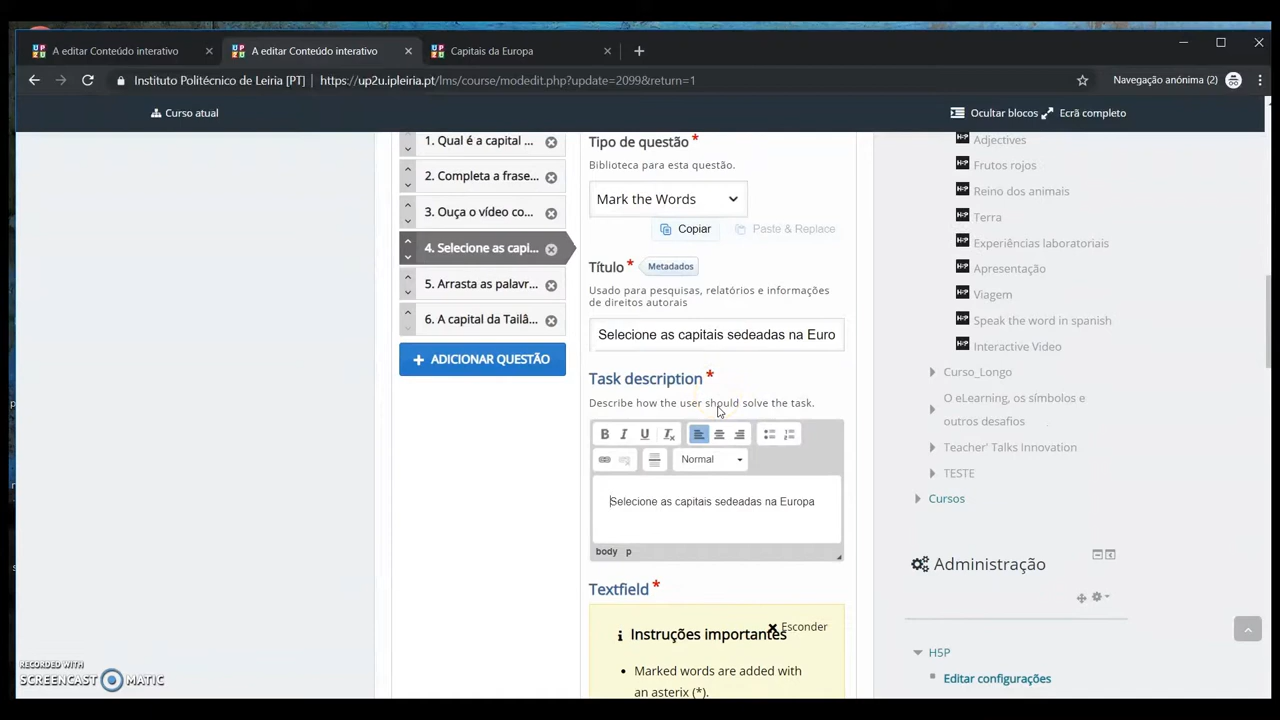 A editar Conteúdo interativo
A editar Conteúdo interativo
Capitais da Europa
Instituto Politécnico de Leiria [PT]
https://up2u.ipleiria.pt/lms/course/modedit.php?update=2099&return=1
Navegação anónima (2)
Curso atual
Ocultar blocos
Ecrã completo
1. Qual é a capital ...
2. Completa a frase...
3. Ouça o vídeo co...
4. Selecione as capi...
5. Arrasta as palavr...
6. A capital da Tailâ...
+ ADICIONAR QUESTÃO
Tipo de questão *
Biblioteca para esta questão.
Mark the Words
Copiar
Paste & Replace
Título *
Metadados
Usado para pesquisas, relatórios e informações
de direitos autorais
Selecione as capitais sedeadas na Euro
Task description *
Describe how the user should solve the task.
B I U Tx
Normal
Selecione as capitais sedeadas na Europa
body p
Textfield *
Esconder
Instruções importantes
• Marked words are added with
an asterix (*).
Adjectives
Frutos rojos
Reino dos animais
Terra
Experiências laboratoriais
Apresentação
Viagem
Speak the word in spanish
Interactive Video
Curso_Longo
O eLearning, os símbolos e
outros desafios
Teacher' Talks Innovation
TESTE
Cursos
Administração
H5P
Editar configurações
RECORDED WITH
SCREENCAST MATIC